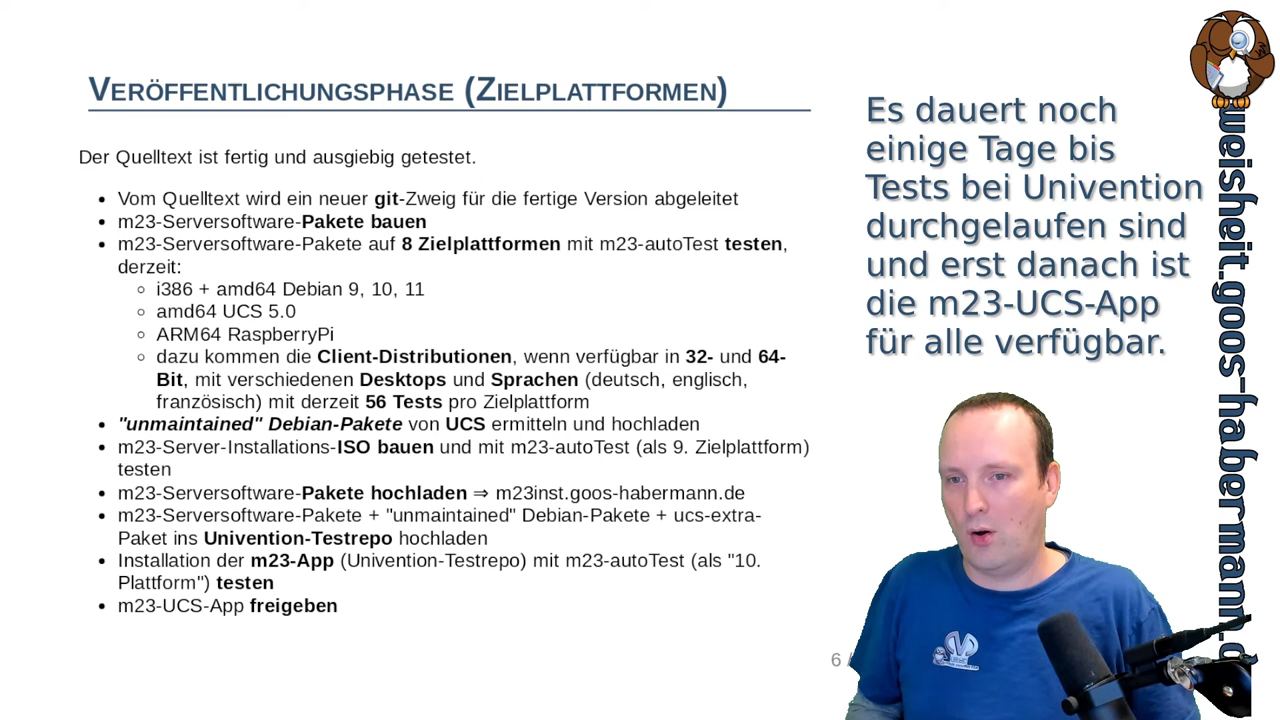 Veröffentlichungsphase (Zielplattformen)
Der Quelltext ist fertig und ausgiebig getestet.
• Vom Quelltext wird ein neuer git-Zweig für die fertige Version abgeleitet
• m23-Serversoftware-Pakete bauen
• m23-Serversoftware-Pakete auf 8 Zielplattformen mit m23-autoTest testen,
derzeit:
◦ i386 + amd64 Debian 9, 10, 11
◦ amd64 UCS 5.0
◦ ARM64 RaspberryPi
◦ dazu kommen die Client-Distributionen, wenn verfügbar in 32- und 64-
Bit, mit verschiedenen Desktops und Sprachen (deutsch, englisch,
französisch) mit derzeit 56 Tests pro Zielplattform
• "unmaintained" Debian-Pakete von UCS ermitteln und hochladen
• m23-Server-Installations-ISO bauen und mit m23-autoTest (als 9. Zielplattform)
testen
• m23-Serversoftware-Pakete hochladen ⇒ m23inst.goos-habermann.de
• m23-Serversoftware-Pakete + "unmaintained" Debian-Pakete + ucs-extra-
Paket ins Univention-Testrepo hochladen
• Installation der m23-App (Univention-Testrepo) mit m23-autoTest (als "10.
Plattform") testen
• m23-UCS-App freigeben
6 /
Es dauert noch
einige Tage bis
Tests bei Univention
durchgelaufen sind
und erst danach ist
die m23-UCS-App
für alle verfügbar.
weisheit.goos-habermann.d